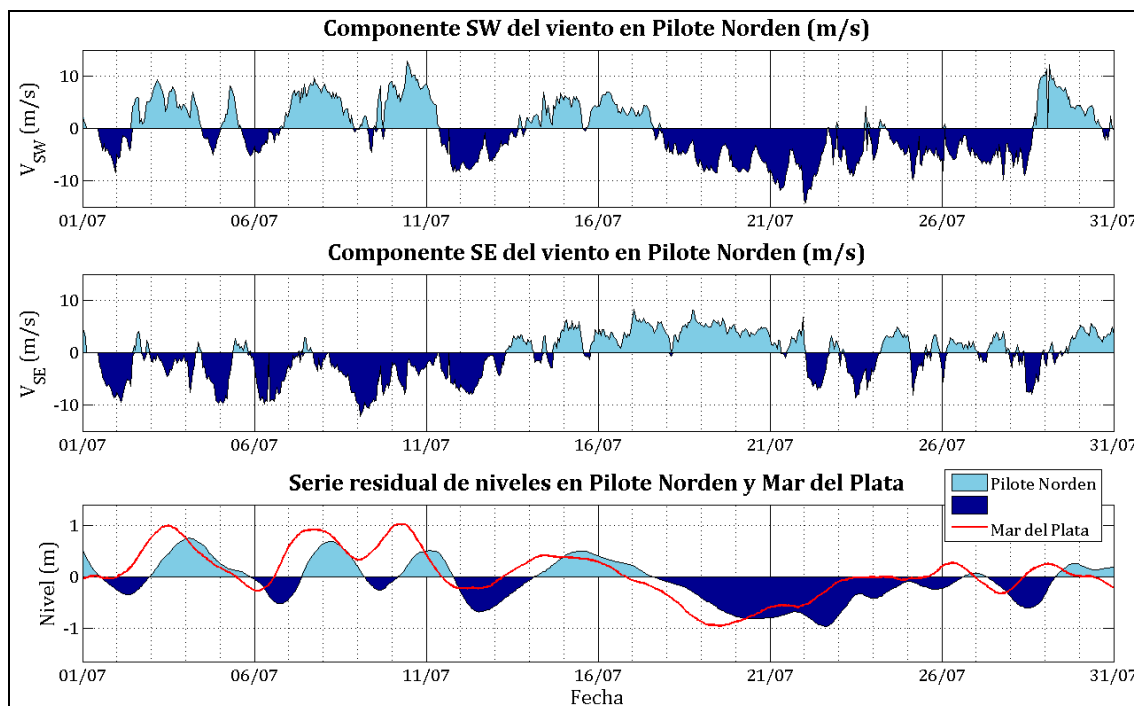 Componente SW del viento en Pilote Norden (m/s)
V_SW (m/s)
10
0
-10
01/07 06/07 11/07 16/07 21/07 26/07 31/07
Componente SE del viento en Pilote Norden (m/s)
V_SE (m/s)
10
0
-10
01/07 06/07 11/07 16/07 21/07 26/07 31/07
Serie residual de niveles en Pilote Norden y Mar del Plata
Pilote Norden
Mar del Plata
Nivel (m)
1
0
-1
01/07 06/07 11/07 16/07 21/07 26/07 31/07
Fecha